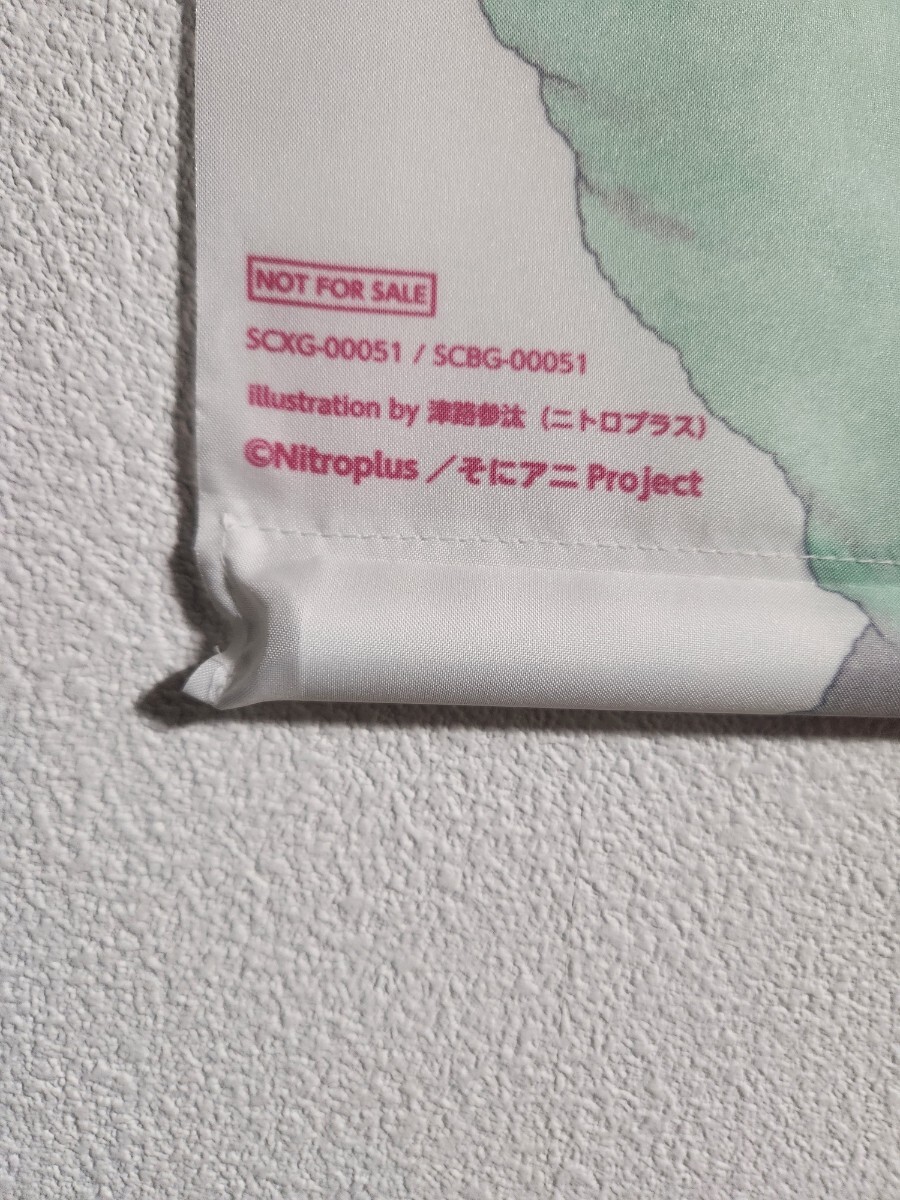 NOT FOR SALE
SCXG-00051 / SCBG-00051
illustration by 津路参汰（ニトロプラス）
©Nitroplus／そにアニ Project